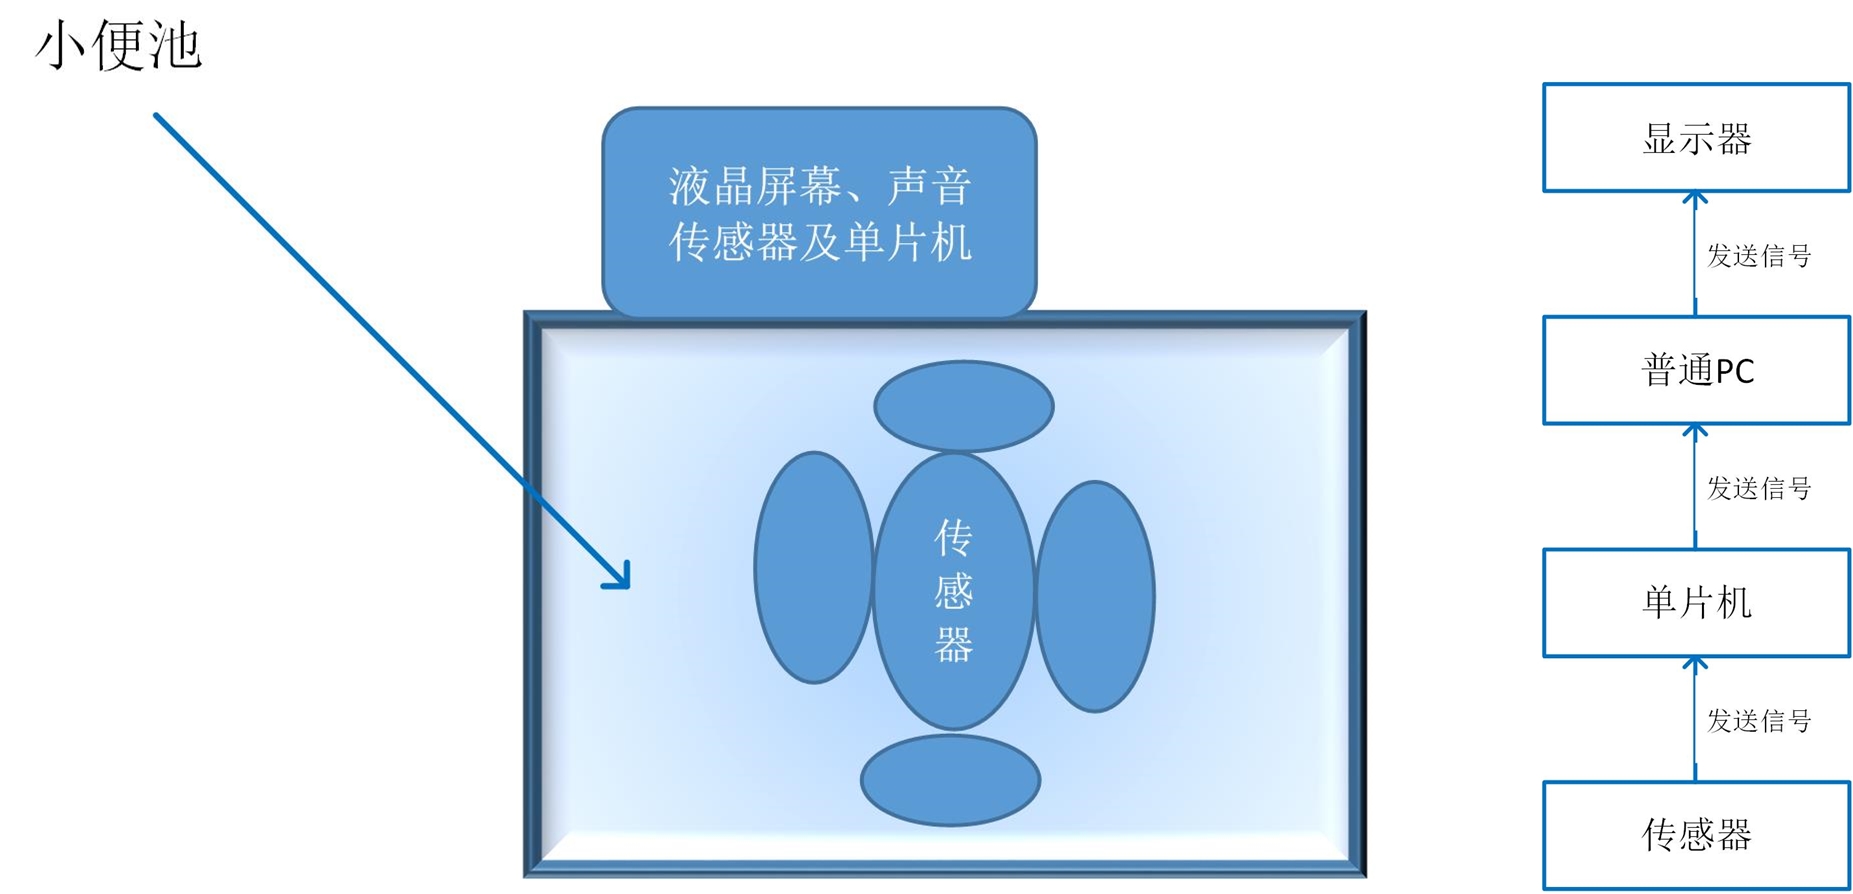 小便池
液晶屏幕、声音
传感器及单片机
传
感
器
显示器
发送信号
普通PC
发送信号
单片机
发送信号
传感器